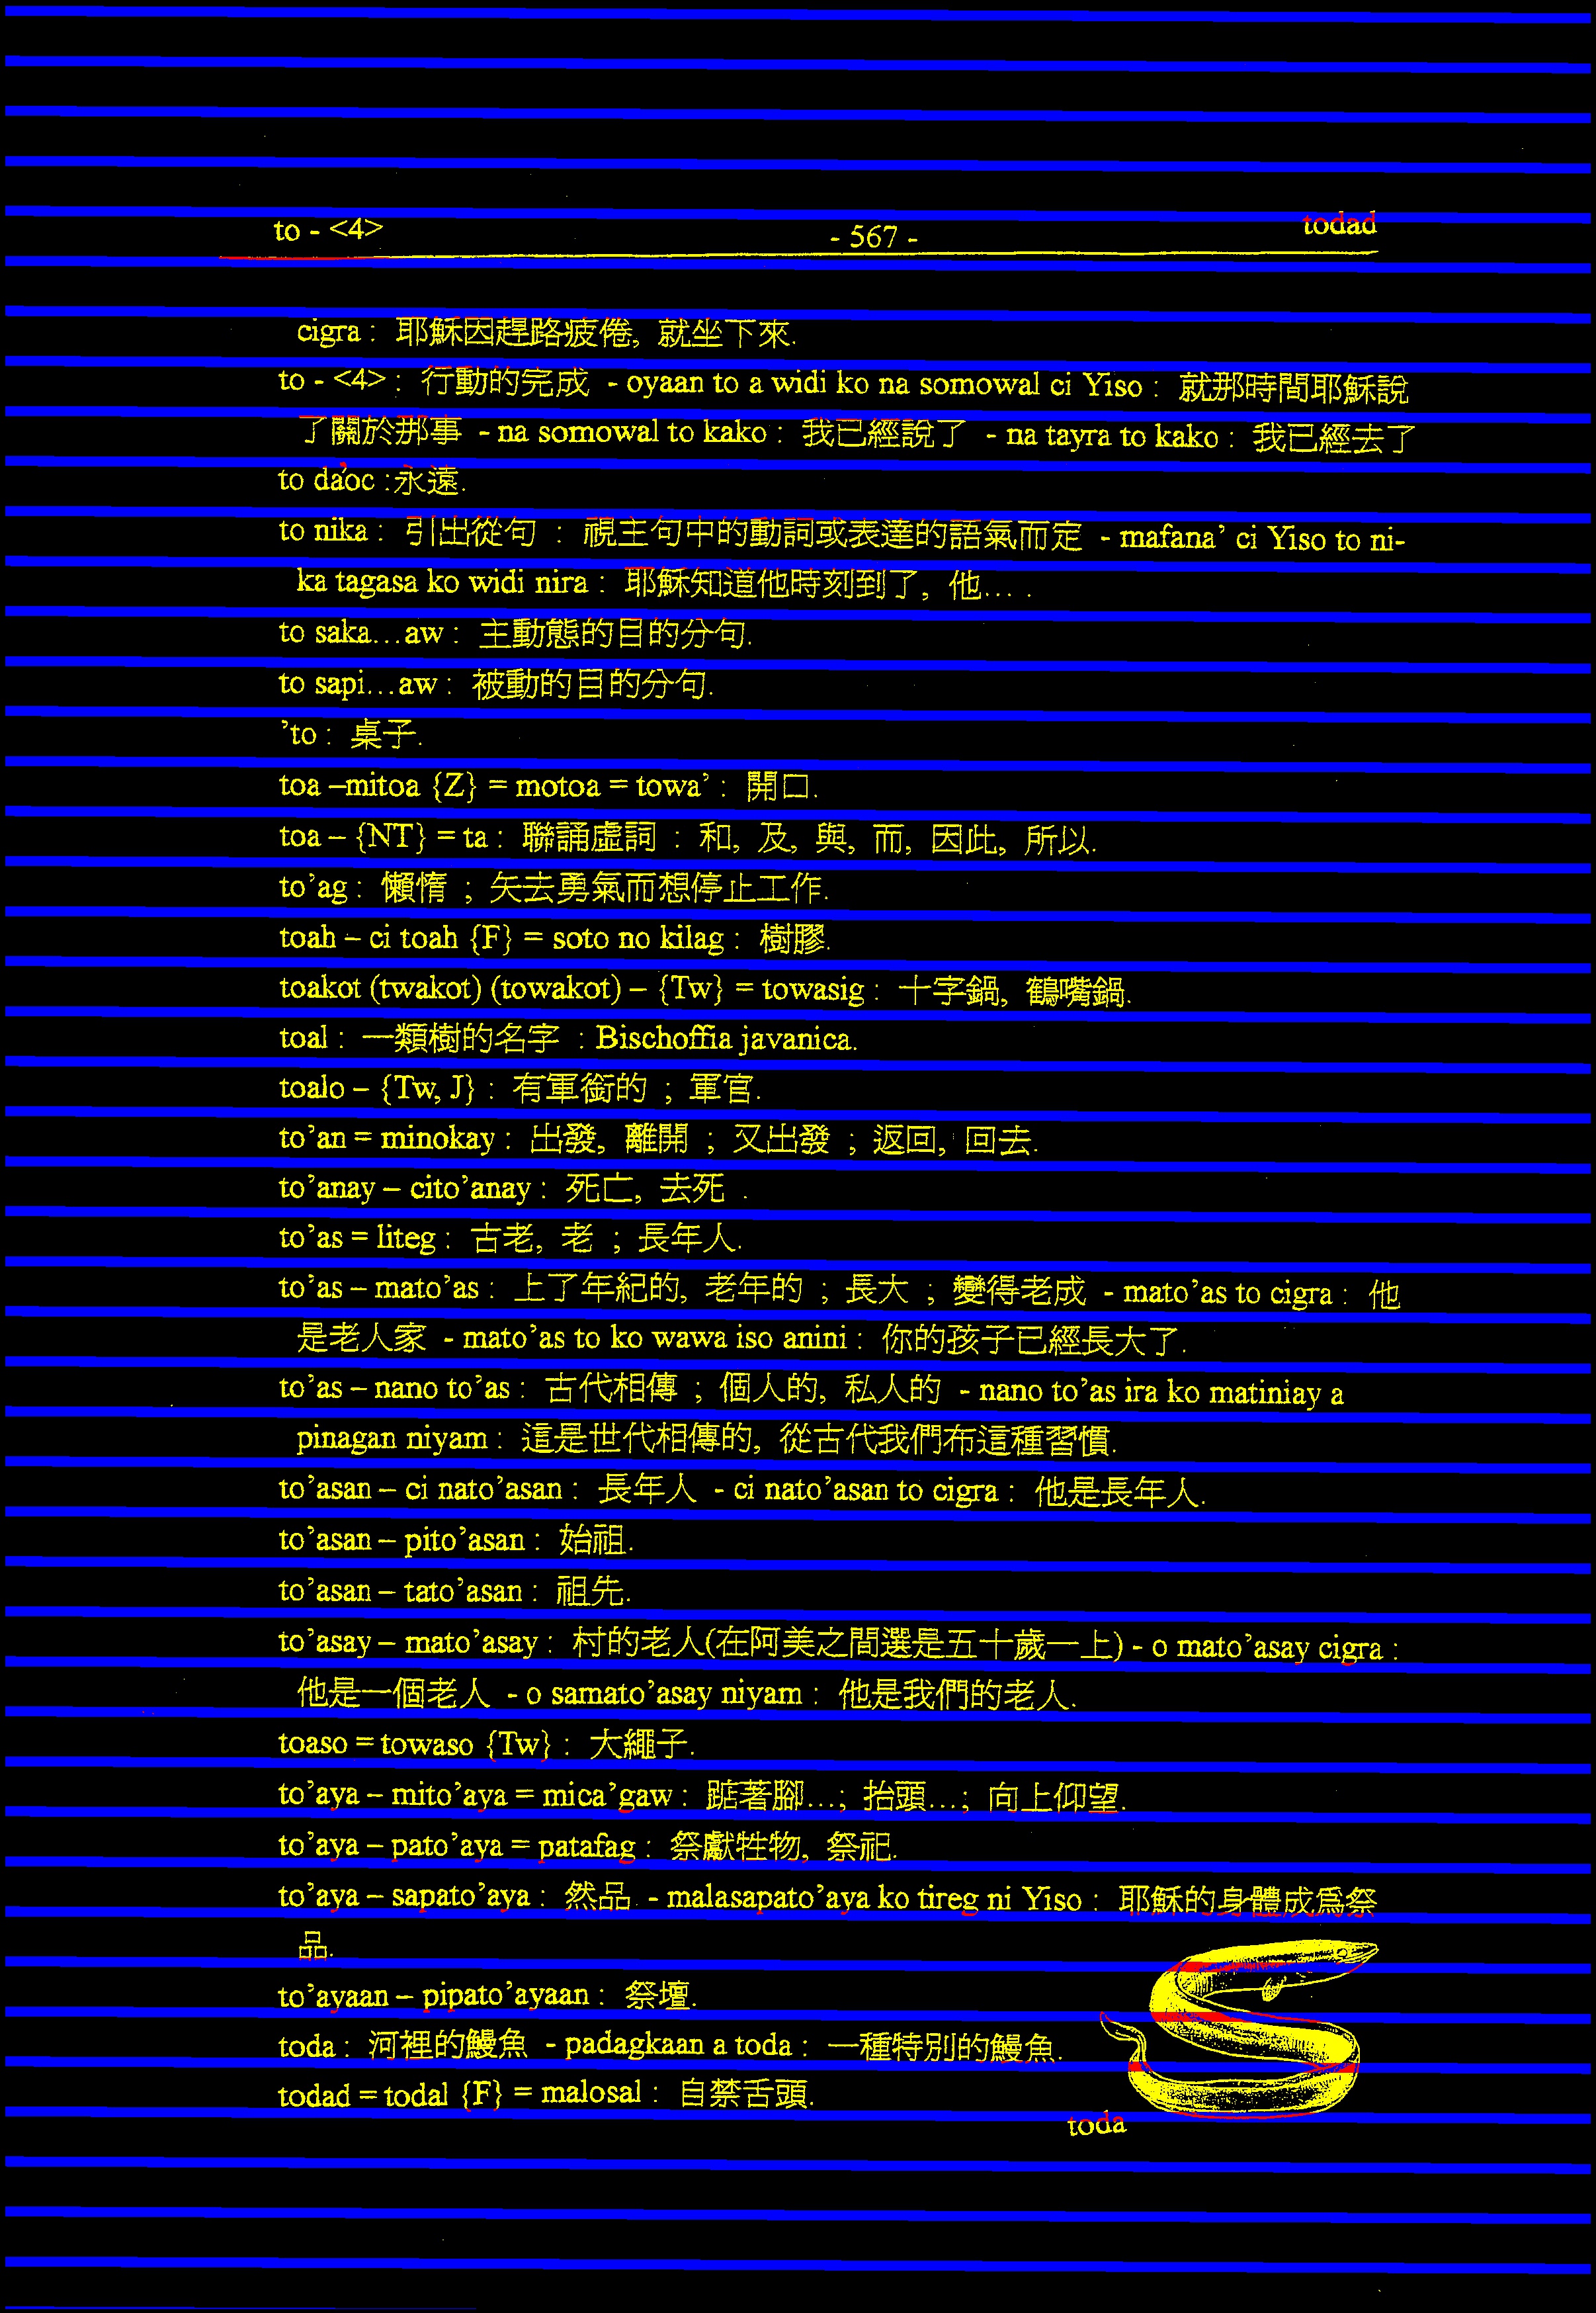 to - <4> - 567 - todad
cigra : 耶穌因趕路疲倦, 就坐下來.
to - <4> : 行動的完成 - oyaan to a widi ko na somowal ci Yiso : 就那時間耶穌說
了關於那事 - na somowal to kako : 我已經說了 - na tayra to kako : 我已經去了
to da'oc :永遠.
to nika : 引出從句 : 視主句中的動詞或表達的語氣而定 - mafana’ ci Yiso to ni-
ka tagasa ko widi nira : 耶穌知道他時刻到了, 他... .
to saka...aw : 主動態的目的分句.
to sapi...aw : 被動的目的分句.
’to : 桌子.
toa –mitoa {Z} = motoa = towa’ : 開口.
toa – {NT} = ta : 聯誦虛詞 : 和, 及, 與, 而, 因此, 所以.
to’ag : 懶惰 ; 矢去勇氣而想停止工作.
toah – ci toah {F} = soto no kilag : 樹膠.
toakot (twakot) (towakot) – {Tw} = towasig : 十字鍋, 鶴嘴鍋.
toal : 一類樹的名字 : Bischoffia javanica.
toalo – {Tw, J} : 有軍銜的 ; 軍官.
to’an = minokay : 出發, 離開 ; 又出發 ; 返回, 回去.
to’anay – cito’anay : 死亡, 去死 .
to’as = liteg : 古老, 老 ; 長年人.
to’as – mato’as : 上了年紀的, 老年的 ; 長大 ; 變得老成 - mato’as to cigra : 他
是老人家 - mato’as to ko wawa iso anini : 你的孩子已經長大了.
to’as – nano to’as : 古代相傳 ; 個人的, 私人的 - nano to’as ira ko matiniay a
pinagan niyam : 這是世代相傳的, 從古代我們布這種習慣.
to’asan – ci nato’asan : 長年人 - ci nato’asan to cigra : 他是長年人.
to’asan – pito’asan : 始祖.
to’asan – tato’asan : 祖先.
to’asay – mato’asay : 村的老人(在阿美之間選是五十歲一上) - o mato’asay cigra :
他是一個老人 - o samato’asay niyam : 他是我們的老人.
toaso = towaso {Tw} : 大繩子.
to’aya – mito’aya = mica’gaw : 踮著腳...; 抬頭...; 向上仰望.
to’aya – pato’aya = patafag : 祭獻牲物, 祭祀.
to’aya – sapato’aya : 然品. - malasapato’aya ko tireg ni Yiso : 耶穌的身體成為祭
品.
to’ayaan – pipato’ayaan : 祭壇.
toda : 河裡的鰻魚 - padagkaan a toda : 一種特別的鰻魚.
todad = todal {F} = malosal : 自禁舌頭.
toda